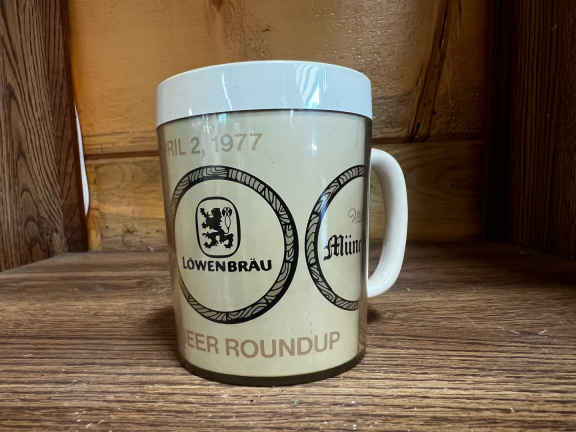 RIL 2, 1977
LÖWENBRÄU
Münc
EER ROUNDUP